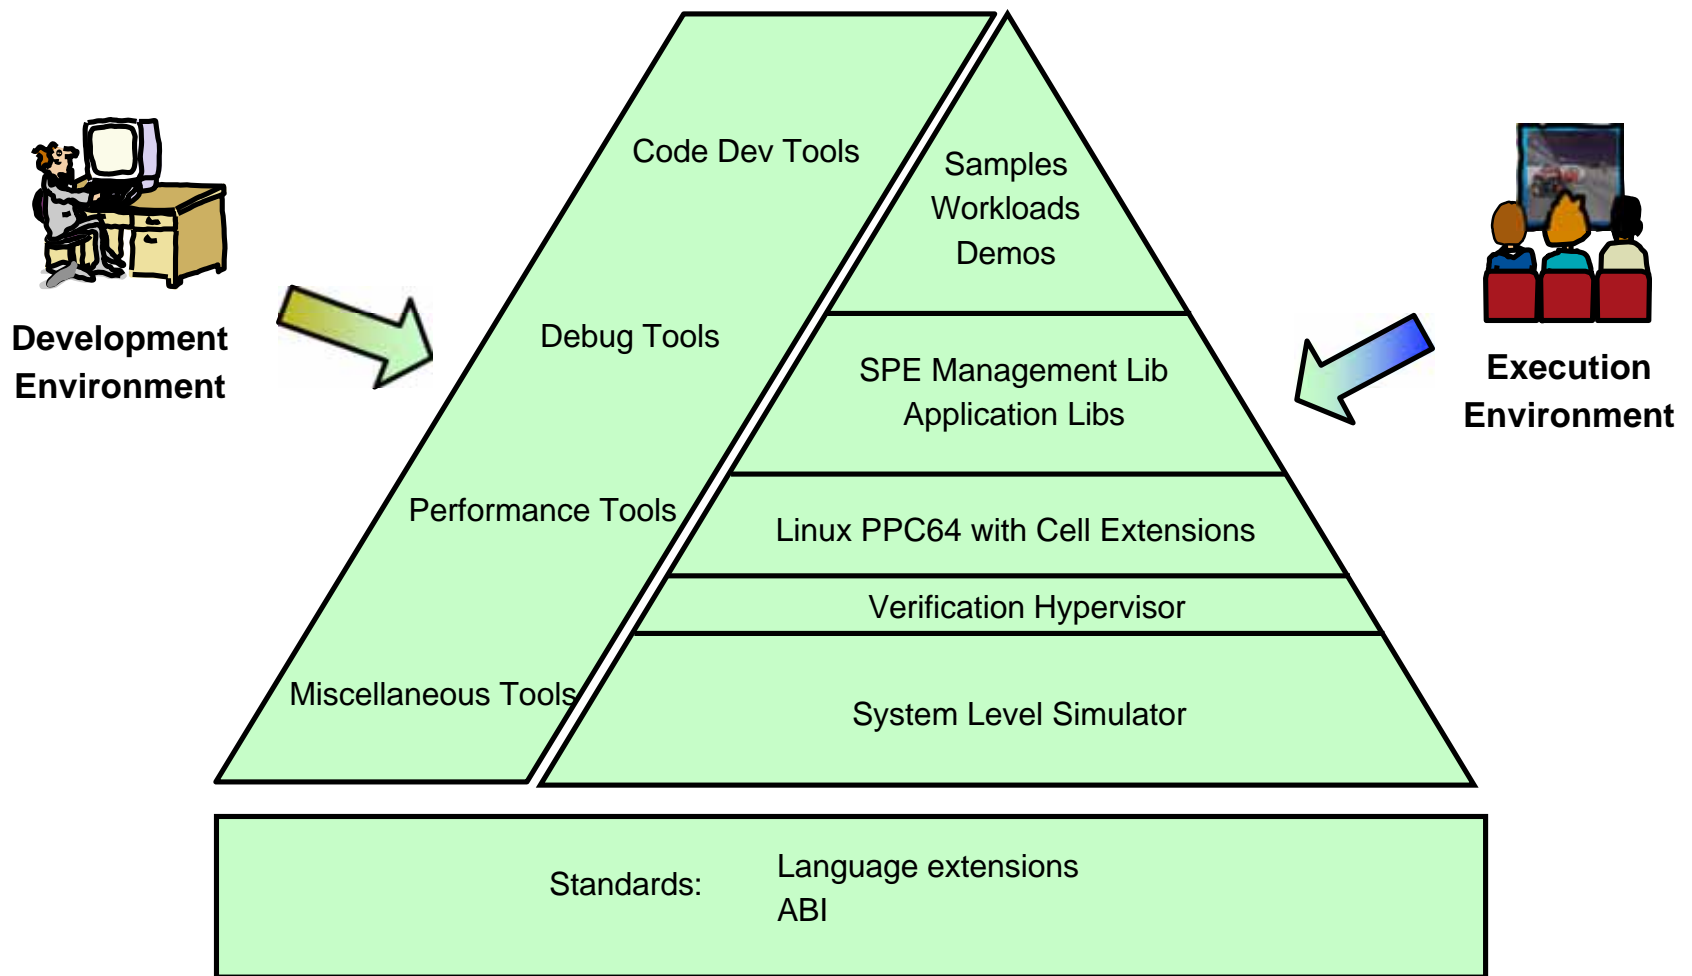 Development
Environment
Code Dev Tools
Debug Tools
Performance Tools
Miscellaneous Tools
Samples
Workloads
Demos
SPE Management Lib
Application Libs
Linux PPC64 with Cell Extensions
Verification Hypervisor
System Level Simulator
Execution
Environment
Standards:
Language extensions
ABI